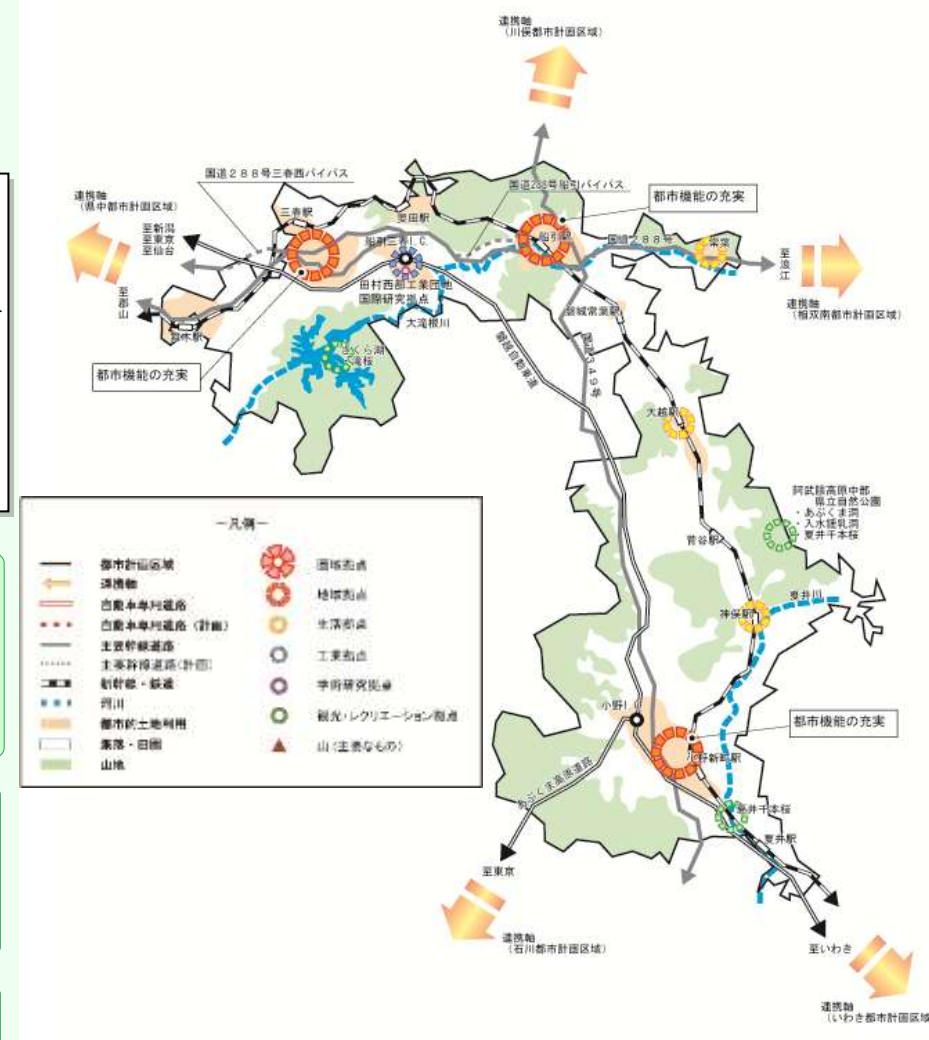 連携軸
（川俣都市計画区域）
国道２８８号三春西バイパス
国道288号船引バイパス
都市機能の充実
連携軸
（県中都市計画区域）
至新潟
至東京
至仙台
三春駅
要田駅
船引三春I.C.
船引駅
国道２８８号
常葉
至浪江
連携軸
（相双南都市計画区域）
至郡山
田村西部工業団地
国際研究拠点
大滝根川
磐城常葉駅
舞木駅
さくら湖
滝桜
都市機能の充実
磐越自動車道
国道３４９号
大越駅
阿武隈高原中部
県立自然公園
・あぶくま洞
・入水鍾乳洞
・夏井千本桜
菅谷駅
夏井川
神俣駅
－凡例－
都市計画区域
連携軸
自動車専用道路
自動車専用道路（計画）
主要幹線道路
主要幹線道路（計画）
新幹線・鉄道
河川
都市的土地利用
集落・田園
山地
圏域拠点
地域拠点
生活拠点
工業拠点
学術研究拠点
観光・レクリエーション拠点
山（主要なもの）
小野I.C.
都市機能の充実
小野新町駅
あぶくま高原道路
夏井千本桜
夏井駅
至東京
連携軸
（石川都市計画区域）
至いわき
連携軸
（いわき都市計画区域